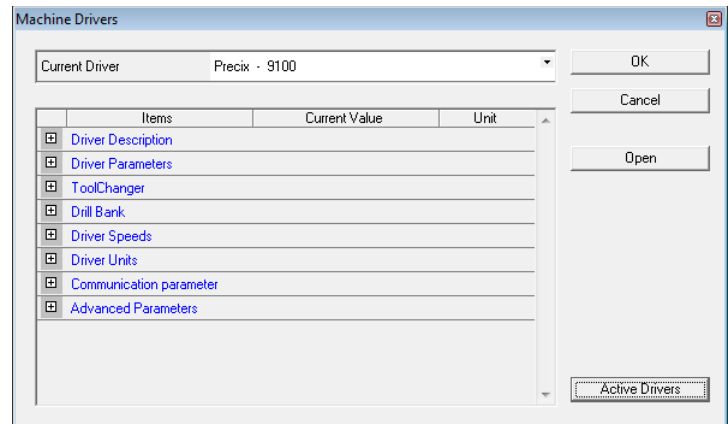 Machine Drivers
Current Driver Precix - 9100
OK
Cancel
Items Current Value Unit
Driver Description
Open
Driver Parameters
ToolChanger
Drill Bank
Driver Speeds
Driver Units
Communication parameter
Advanced Parameters
Active Drivers